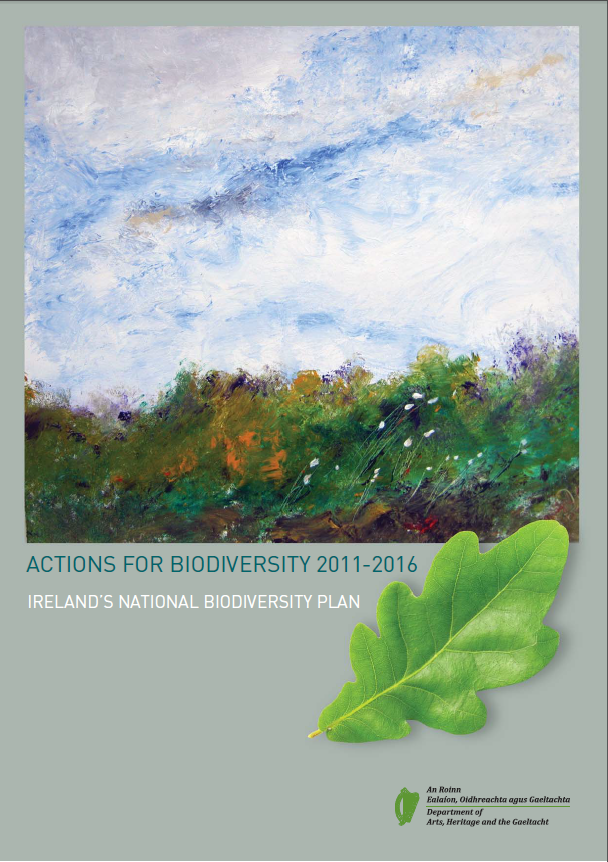 ACTIONS FOR BIODIVERSITY 2011-2016
IRELAND'S NATIONAL BIODIVERSITY PLAN
An Roinn
Ealaíon, Oidhreachta agus Gaeltachta
Department of
Arts, Heritage and the Gaeltacht